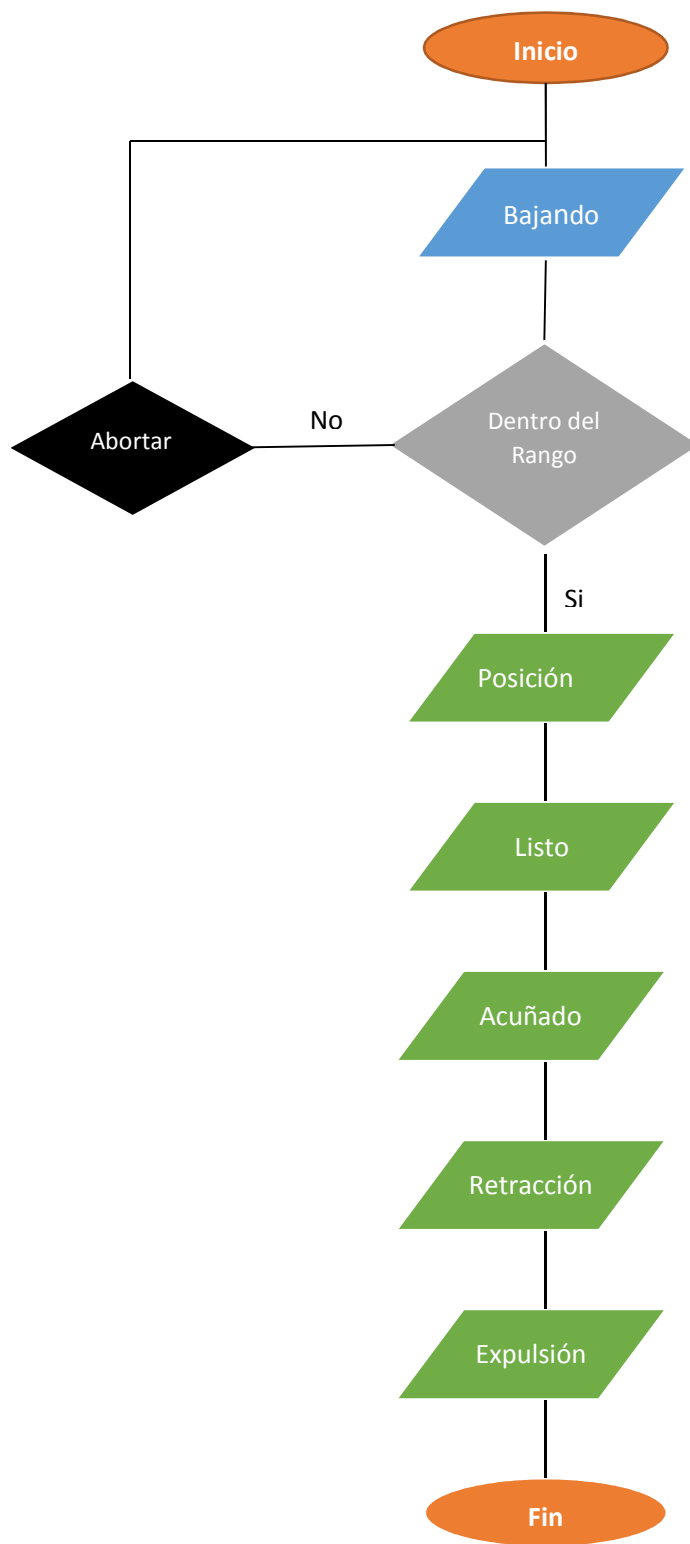 Inicio
Bajando
Dentro del
Rango
No
Abortar
Si
Posición
Listo
Acuñado
Retracción
Expulsión
Fin